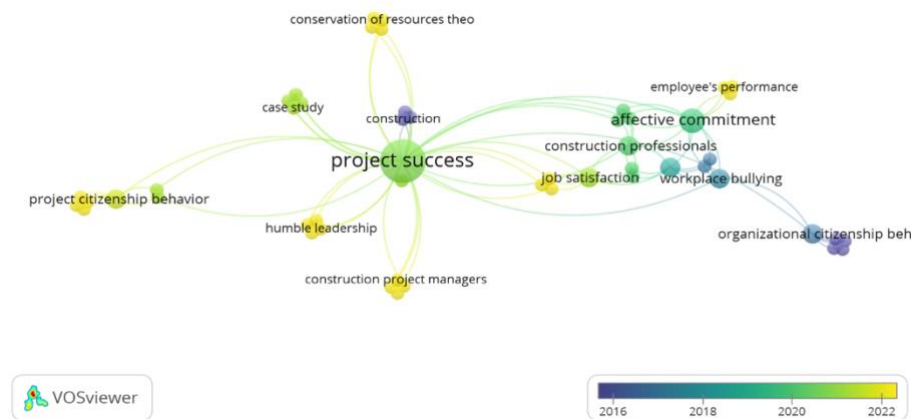 conservation of resources theo
employee's performance
case study
construction
affective commitment
construction professionals
project success
job satisfaction
workplace bullying
project citizenship behavior
humble leadership
organizational citizenship beh
construction project managers
VOSviewer
2016 2018 2020 2022